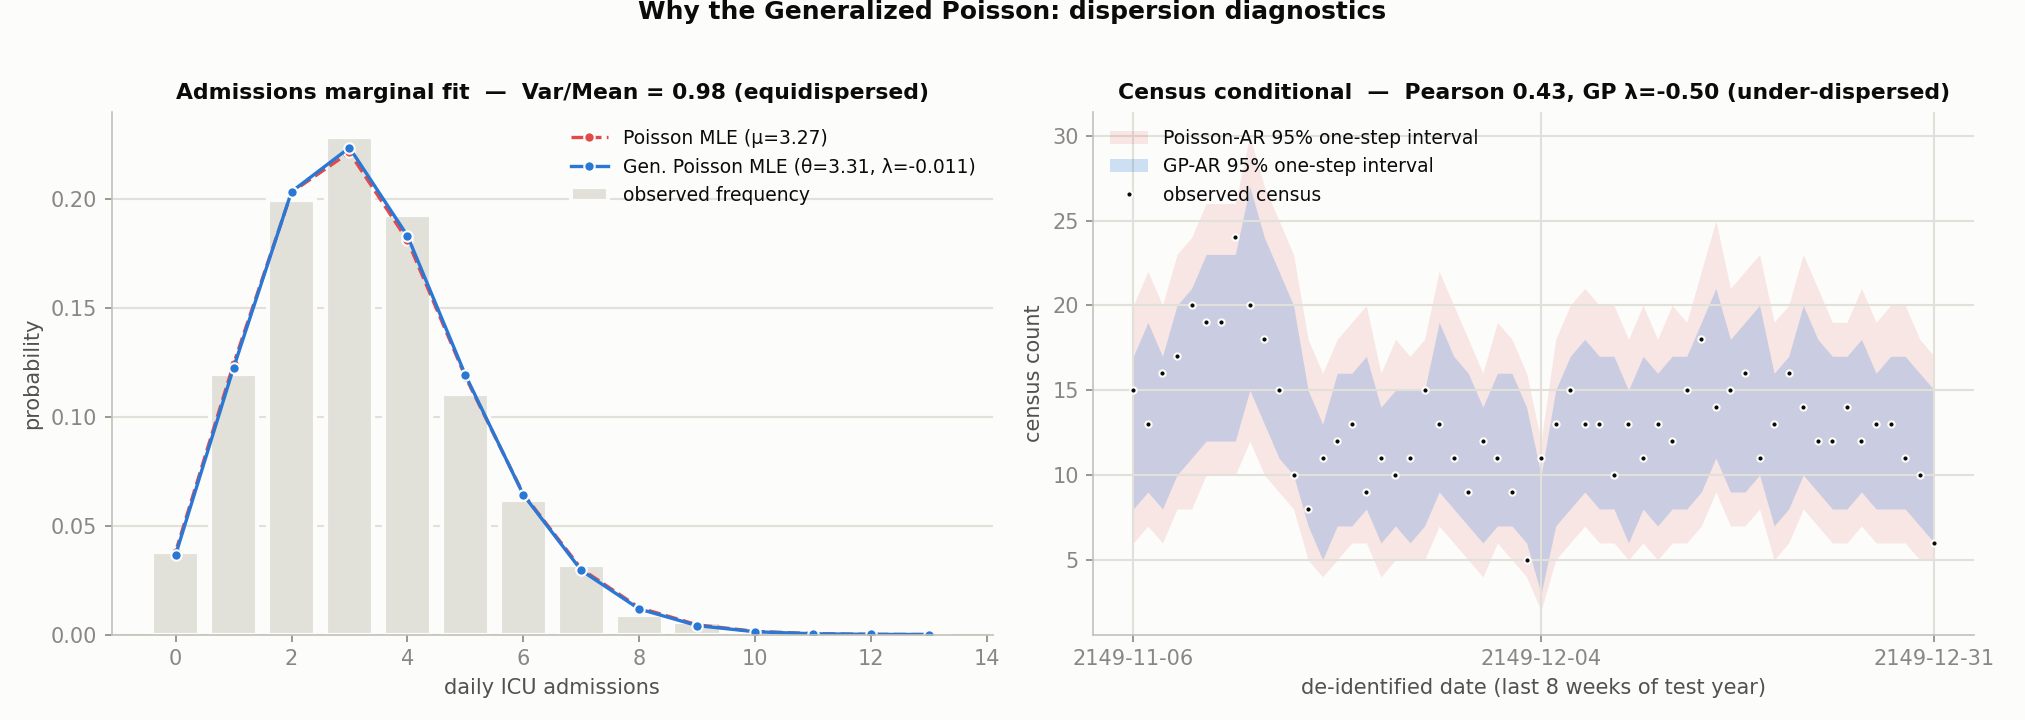 Why the Generalized Poisson: dispersion diagnostics
Admissions marginal fit — Var/Mean = 0.98 (equidispersed)
Poisson MLE (μ=3.27)
Gen. Poisson MLE (θ=3.31, λ=-0.011)
observed frequency
probability
0.20
0.15
0.10
0.05
0.00
0 2 4 6 8 10 12 14
daily ICU admissions
Census conditional — Pearson 0.43, GP λ=-0.50 (under-dispersed)
Poisson-AR 95% one-step interval
GP-AR 95% one-step interval
observed census
census count
30
25
20
15
10
5
2149-11-06 2149-12-04 2149-12-31
de-identified date (last 8 weeks of test year)